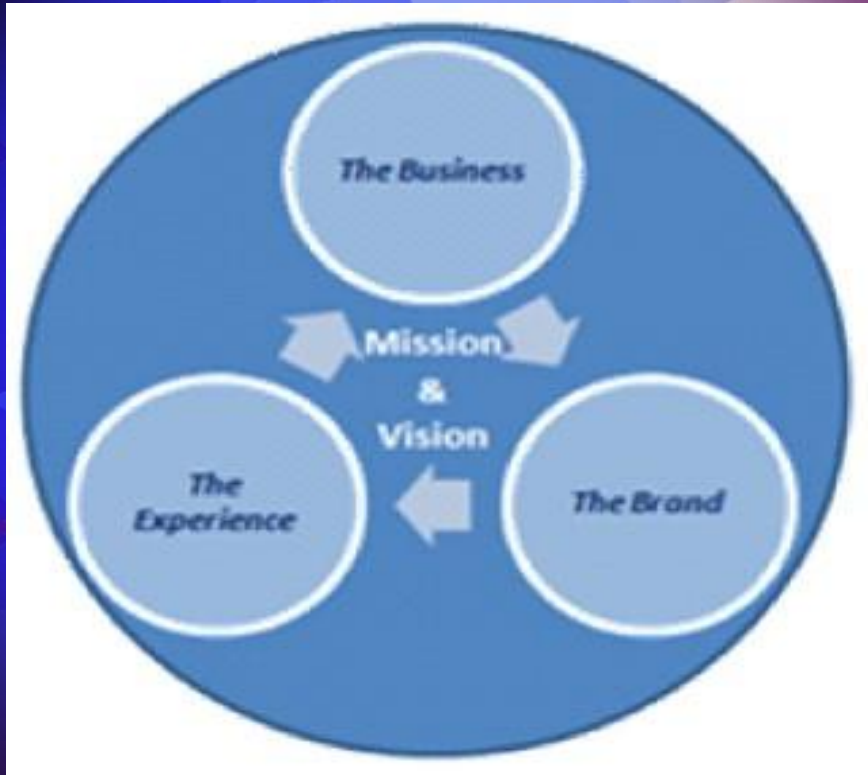 The Business
Mission
&
Vision
The
Experience
The Brand